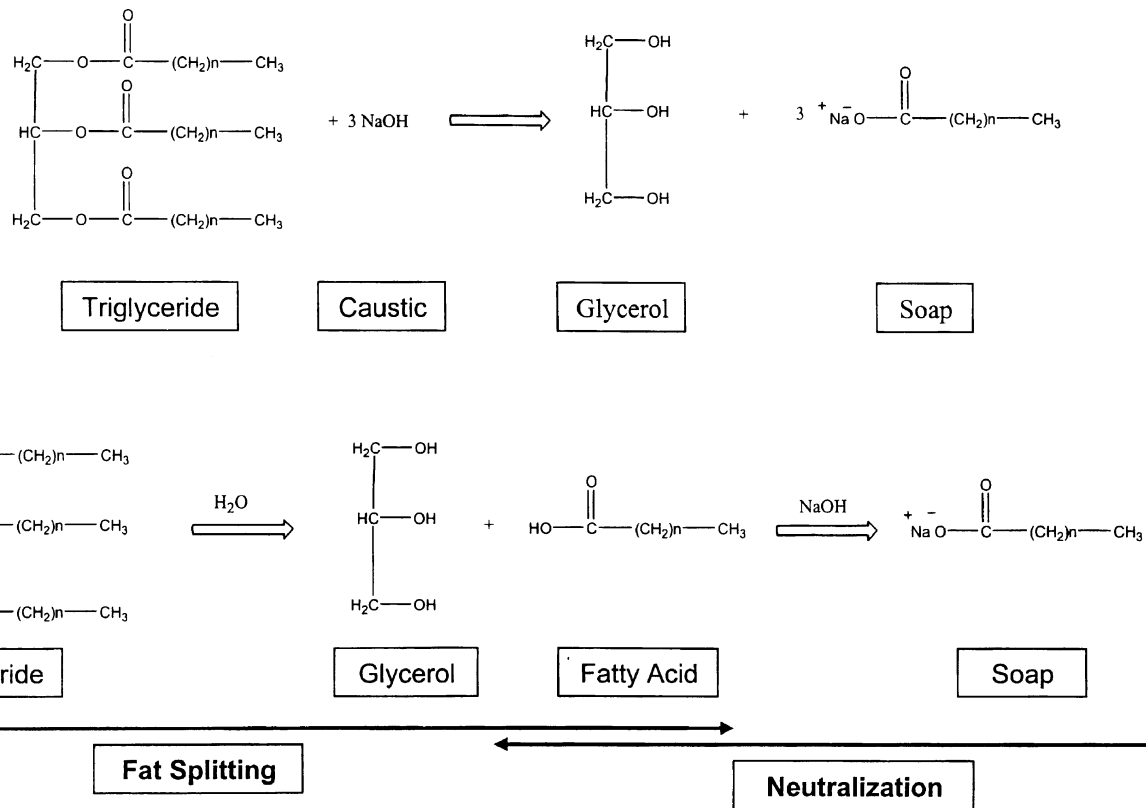 O
H₂C—O—C—(CH₂)n—CH₃
O
HC—O—C—(CH₂)n—CH₃
O
H₂C—O—C—(CH₂)n—CH₃
+ 3 NaOH
H₂C—OH
HC—OH
H₂C—OH
+
3
+ −
O
Na O—C—(CH₂)n—CH₃
Triglyceride
Caustic
Glycerol
Soap
—(CH₂)n—CH₃
—(CH₂)n—CH₃
—(CH₂)n—CH₃
H₂O
H₂C—OH
HC—OH
H₂C—OH
+
O
HO—C—(CH₂)n—CH₃
NaOH
+ −
O
Na O—C—(CH₂)n—CH₃
ride
Glycerol
Fatty Acid
Soap
Fat Splitting
Neutralization